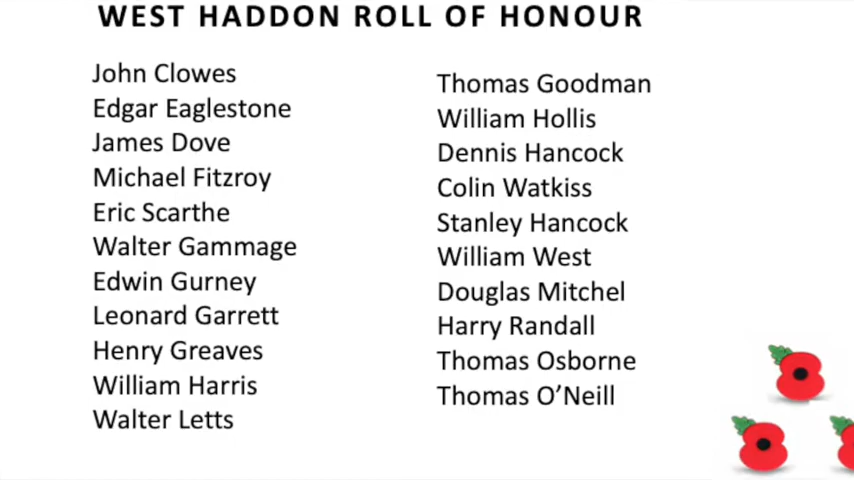 WEST HADDON ROLL OF HONOUR
John Clowes
Edgar Eaglestone
James Dove
Michael Fitzroy
Eric Scarthe
Walter Gammage
Edwin Gurney
Leonard Garrett
Henry Greaves
William Harris
Walter Letts
Thomas Goodman
William Hollis
Dennis Hancock
Colin Watkiss
Stanley Hancock
William West
Douglas Mitchel
Harry Randall
Thomas Osborne
Thomas O’Neill